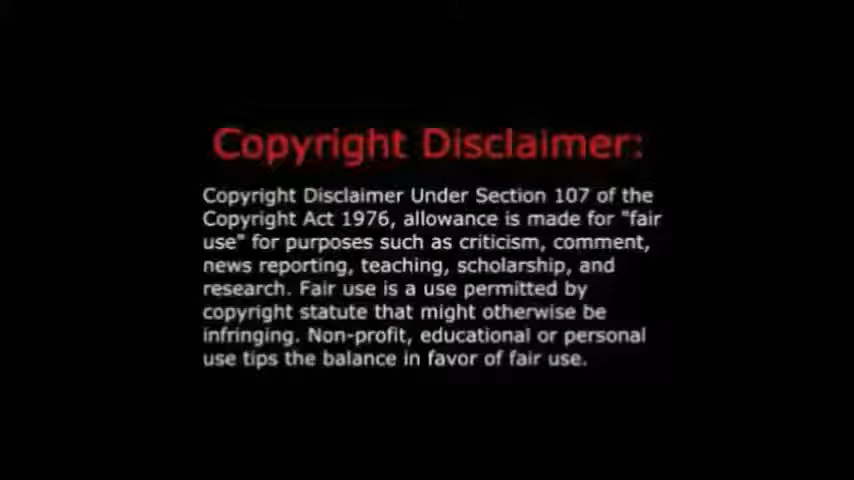 Copyright Disclaimer:
Copyright Disclaimer Under Section 107 of the
Copyright Act 1976, allowance is made for "fair
use" for purposes such as criticism, comment,
news reporting, teaching, scholarship, and
research. Fair use is a use permitted by
copyright statute that might otherwise be
infringing. Non-profit, educational or personal
use tips the balance in favor of fair use.